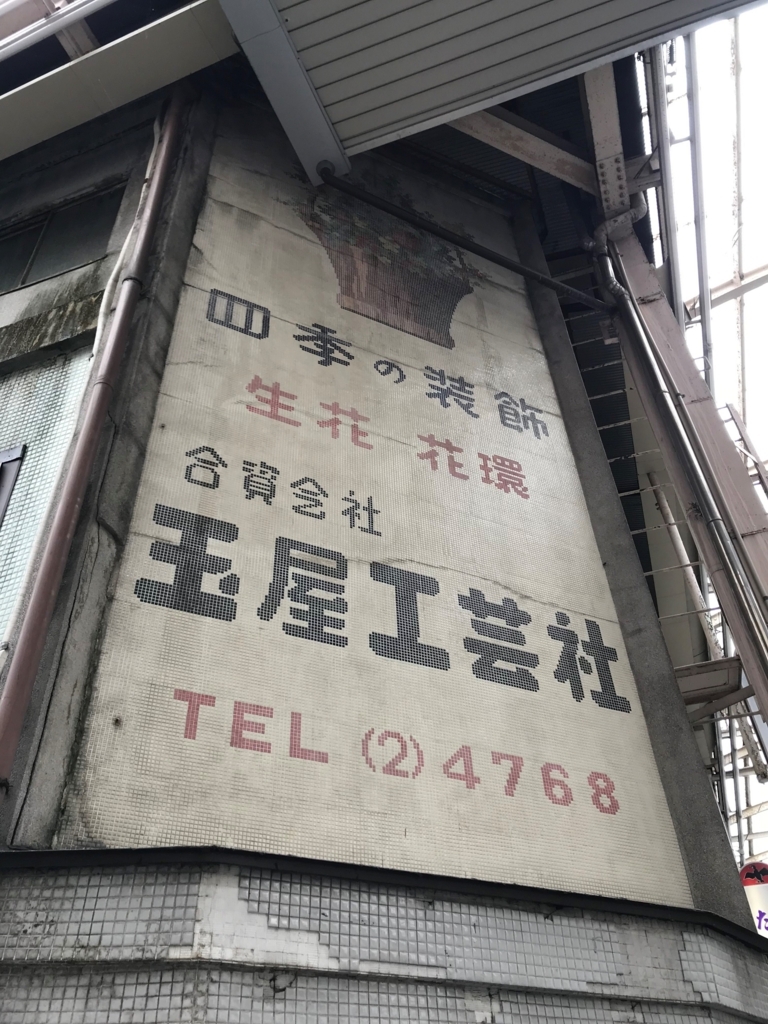 四季の装飾
生花 花環
合資会社
玉屋工芸社
TEL (2) 4768
た